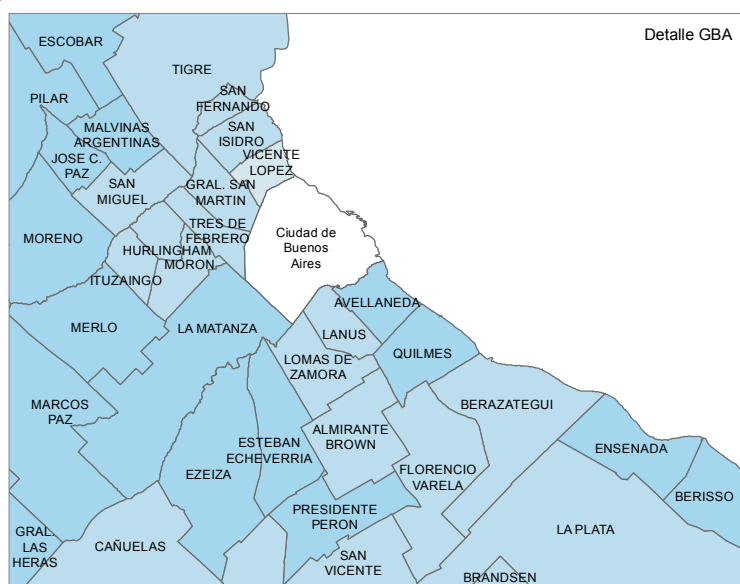 Detalle GBA
ESCOBAR
TIGRE
PILAR
SAN
FERNANDO
MALVINAS
ARGENTINAS
SAN
ISIDRO
JOSE C.
PAZ
VICENTE
LOPEZ
SAN
MIGUEL
GRAL. SAN
MARTIN
TRES DE
FEBRERO
Ciudad de
Buenos
Aires
MORENO
HURLINGHAM
MORON
ITUZAINGO
AVELLANEDA
MERLO
LA MATANZA
LANUS
QUILMES
LOMAS DE
ZAMORA
MARCOS
PAZ
BERAZATEGUI
ALMIRANTE
BROWN
ESTEBAN
ECHEVERRIA
ENSENADA
EZEIZA
FLORENCIO
VARELA
BERISSO
PRESIDENTE
PERON
GRAL.
LAS
HERAS
CAÑUELAS
LA PLATA
SAN
VICENTE
BRANDSEN